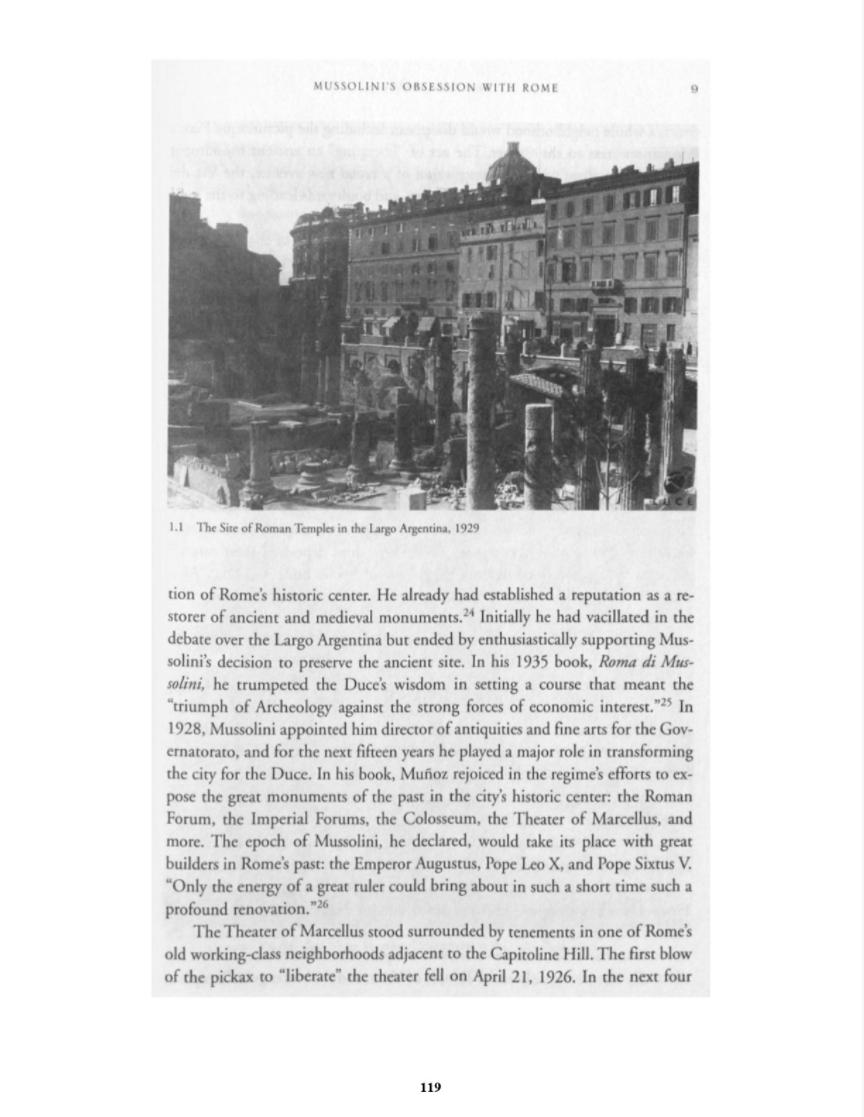 MUSSOLINI'S OBSESSION WITH ROME 9
LUCE
1.1 The Site of Roman Temples in the Largo Argentina, 1929
tion of Rome's historic center. He already had established a reputation as a re-
storer of ancient and medieval monuments.24 Initially he had vacillated in the
debate over the Largo Argentina but ended by enthusiastically supporting Mus-
solini's decision to preserve the ancient site. In his 1935 book, Roma di Mus-
solini, he trumpeted the Duce's wisdom in setting a course that meant the
"triumph of Archeology against the strong forces of economic interest."25 In
1928, Mussolini appointed him director of antiquities and fine arts for the Gov-
ernatorato, and for the next fifteen years he played a major role in transforming
the city for the Duce. In his book, Muñoz rejoiced in the regime's efforts to ex-
pose the great monuments of the past in the city's historic center: the Roman
Forum, the Imperial Forums, the Colosseum, the Theater of Marcellus, and
more. The epoch of Mussolini, he declared, would take its place with great
builders in Rome's past: the Emperor Augustus, Pope Leo X, and Pope Sixtus V.
"Only the energy of a great ruler could bring about in such a short time such a
profound renovation."26
The Theater of Marcellus stood surrounded by tenements in one of Rome's
old working-class neighborhoods adjacent to the Capitoline Hill. The first blow
of the pickax to "liberate" the theater fell on April 21, 1926. In the next four
119